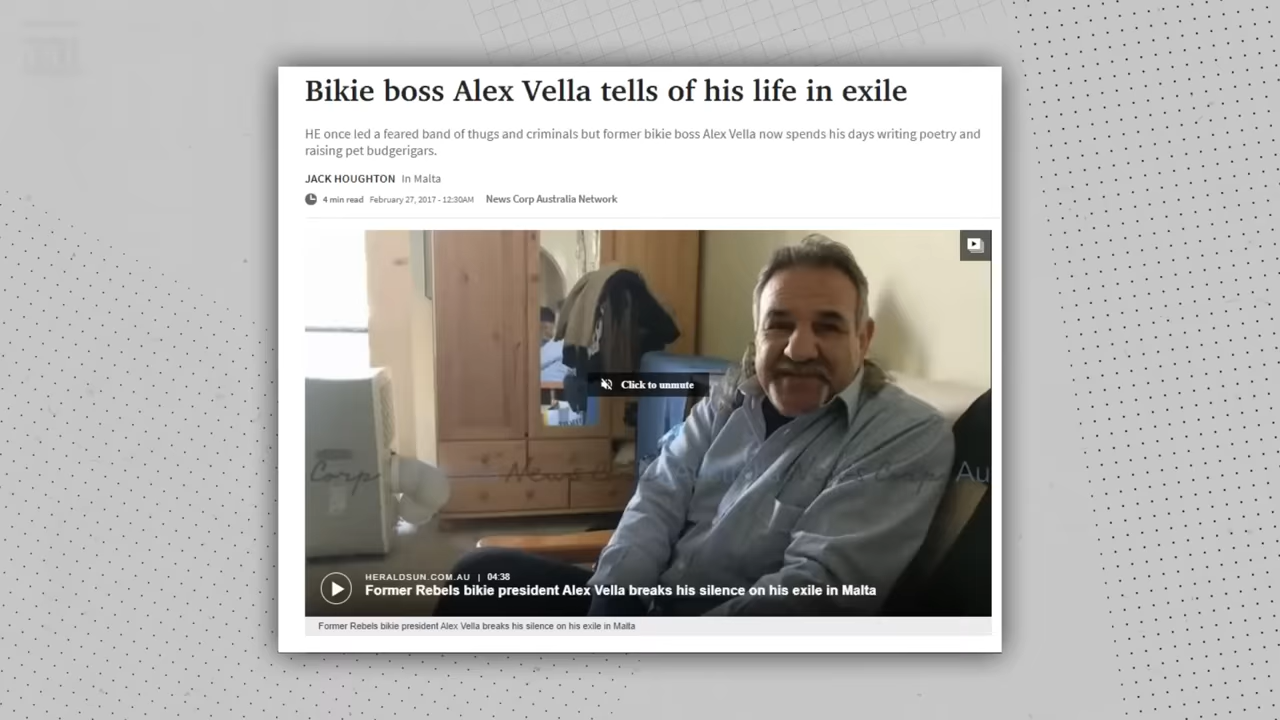 Bikie boss Alex Vella tells of his life in exile
HE once led a feared band of thugs and criminals but former bikie boss Alex Vella now spends his days writing poetry and
raising pet budgerigars.
JACK HOUGHTON In Malta
4 min read February 27, 2017 - 12:30AM News Corp Australia Network
Click to unmute
Corp News Corp Au
HERALDSUN.COM.AU | 04:38
Former Rebels bikie president Alex Vella breaks his silence on his exile in Malta
Former Rebels bikie president Alex Vella breaks his silence on his exile in Malta